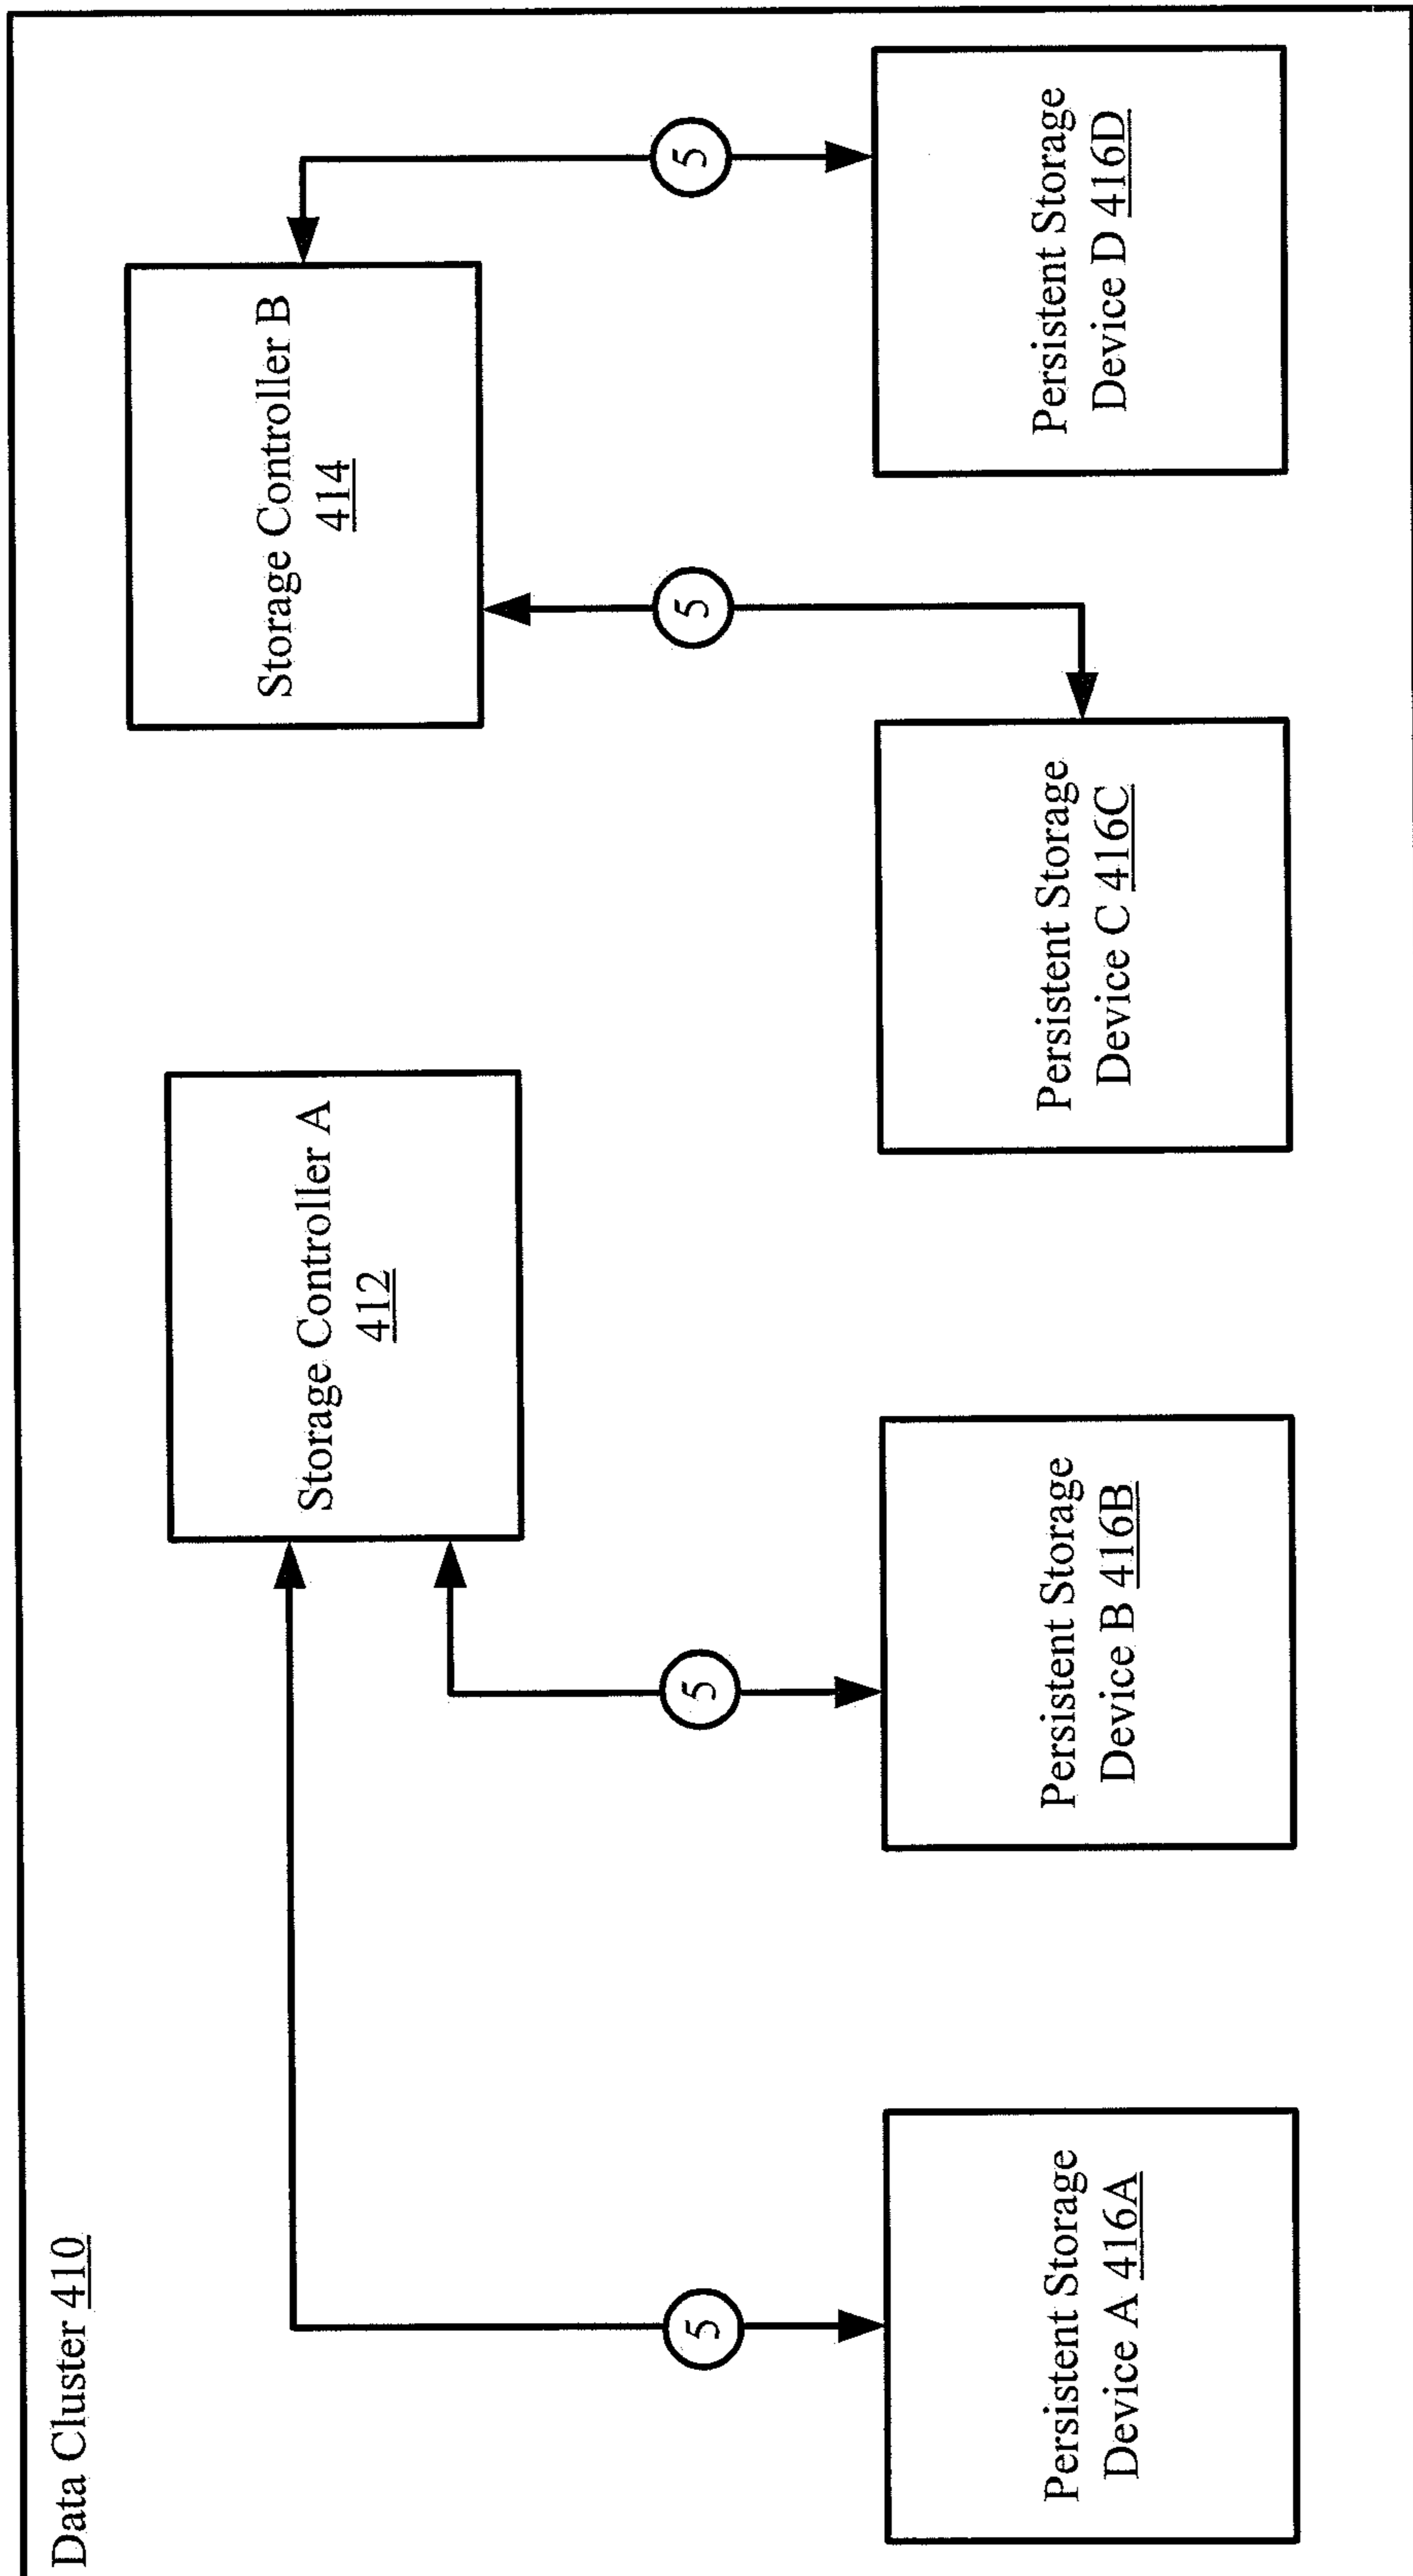 Data Cluster 410
Storage Controller A
412
Storage Controller B
414
5
5
5
5
Persistent Storage
Device A 416A
Persistent Storage
Device B 416B
Persistent Storage
Device C 416C
Persistent Storage
Device D 416D